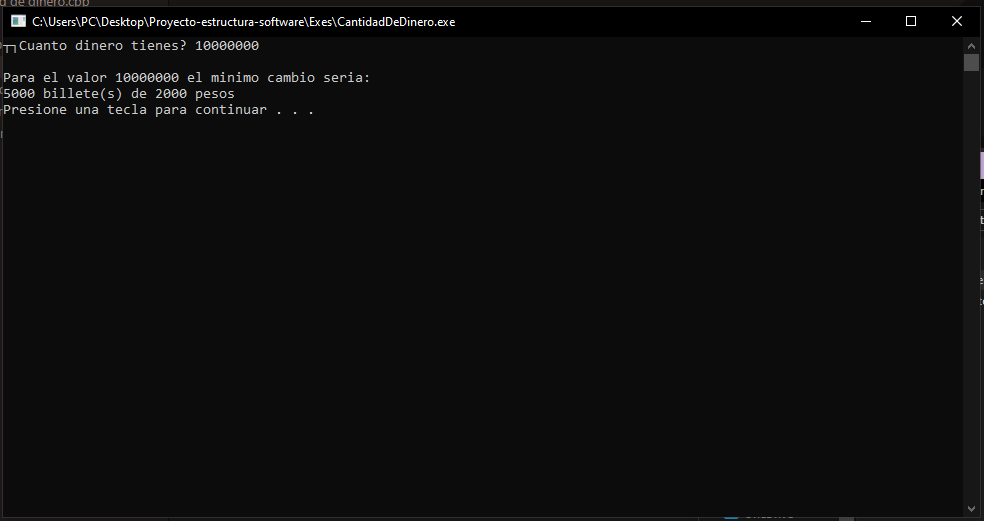 d de dinero.cpp
C:\Users\PC\Desktop\Proyecto-estructura-software\Exes\CantidadDeDinero.exe
┐┐Cuanto dinero tienes? 10000000
Para el valor 10000000 el minimo cambio seria:
5000 billete(s) de 2000 pesos
Presione una tecla para continuar . . .